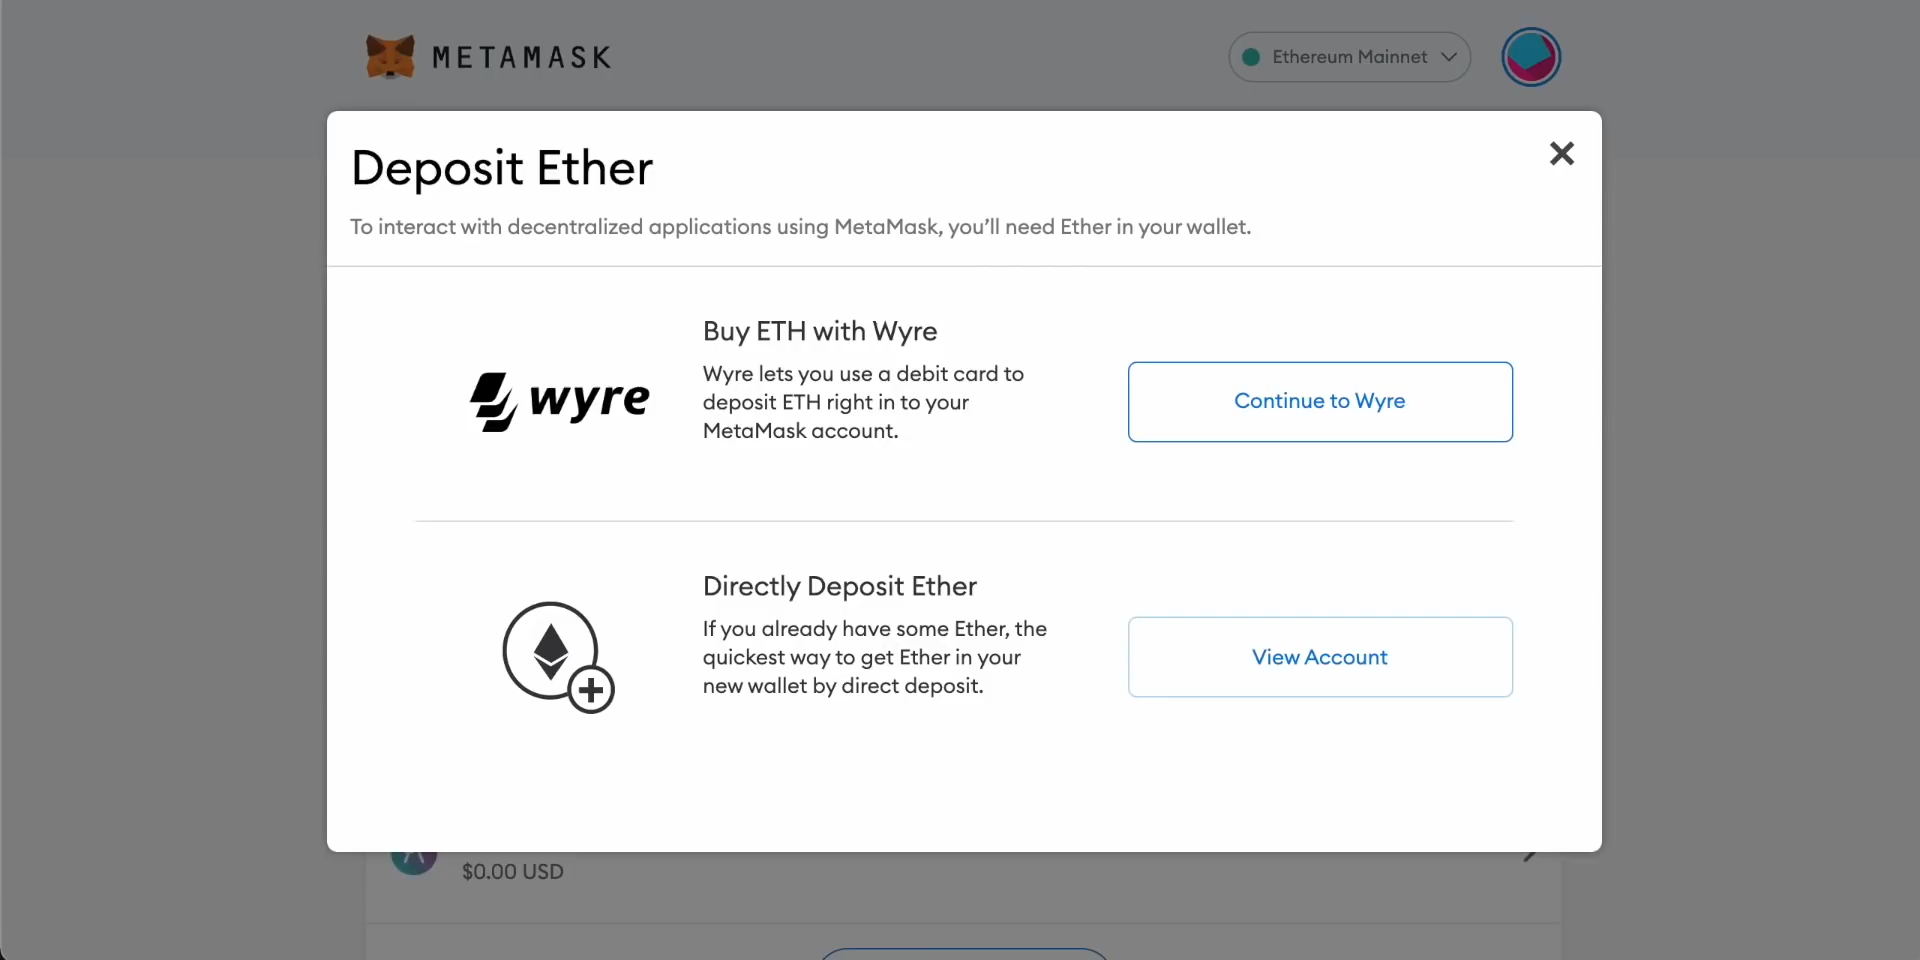 METAMASK
Ethereum Mainnet
Deposit Ether
To interact with decentralized applications using MetaMask, you’ll need Ether in your wallet.
wyre
Buy ETH with Wyre
Wyre lets you use a debit card to
deposit ETH right in to your
MetaMask account.
Continue to Wyre
Directly Deposit Ether
If you already have some Ether, the
quickest way to get Ether in your
new wallet by direct deposit.
View Account
$0.00 USD